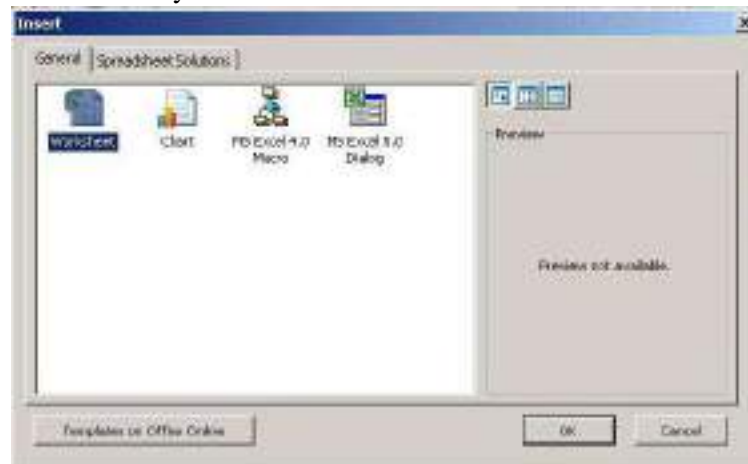 Insert
General
Spreadsheet Solutions
Worksheet
Chart
MS Excel 4.0
Macro
MS Excel 5.0
Dialog
Preview
Preview not available.
Templates on Office Online
OK
Cancel